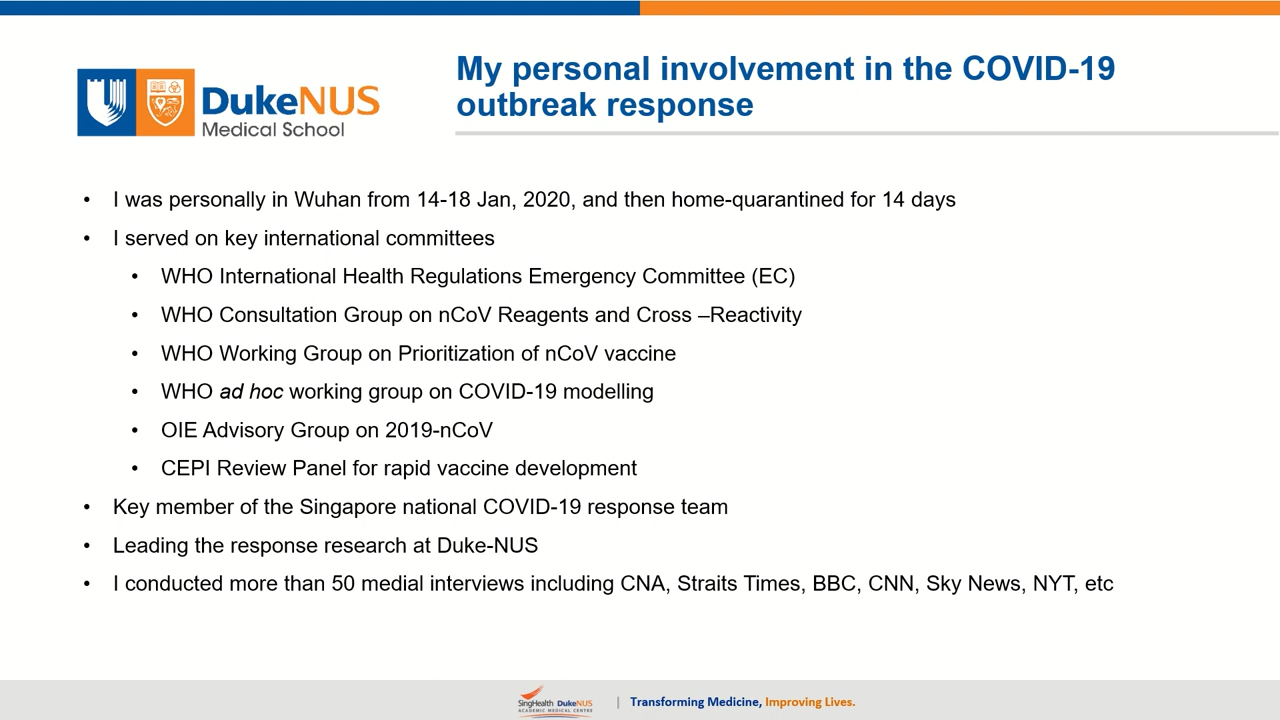 DukeNUS
Medical School
My personal involvement in the COVID-19
outbreak response
• I was personally in Wuhan from 14-18 Jan, 2020, and then home-quarantined for 14 days
• I served on key international committees
• WHO International Health Regulations Emergency Committee (EC)
• WHO Consultation Group on nCoV Reagents and Cross –Reactivity
• WHO Working Group on Prioritization of nCoV vaccine
• WHO ad hoc working group on COVID-19 modelling
• OIE Advisory Group on 2019-nCoV
• CEPI Review Panel for rapid vaccine development
• Key member of the Singapore national COVID-19 response team
• Leading the response research at Duke-NUS
• I conducted more than 50 medial interviews including CNA, Straits Times, BBC, CNN, Sky News, NYT, etc
SingHealth DukeNUS
ACADEMIC MEDICAL CENTRE
| Transforming Medicine, Improving Lives.